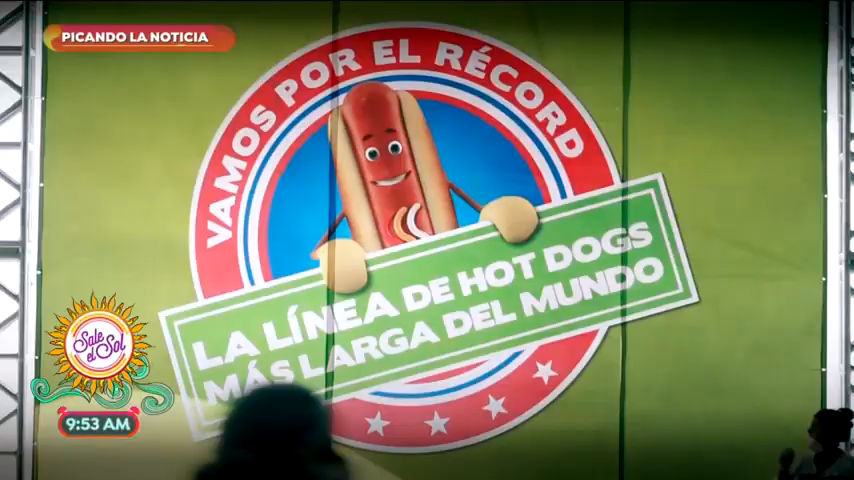 PICANDO LA NOTICIA
VAMOS POR EL RÉCORD
LA LÍNEA DE HOT DOGS
MÁS LARGA DEL MUNDO
Sale
el Sol
9:53 AM